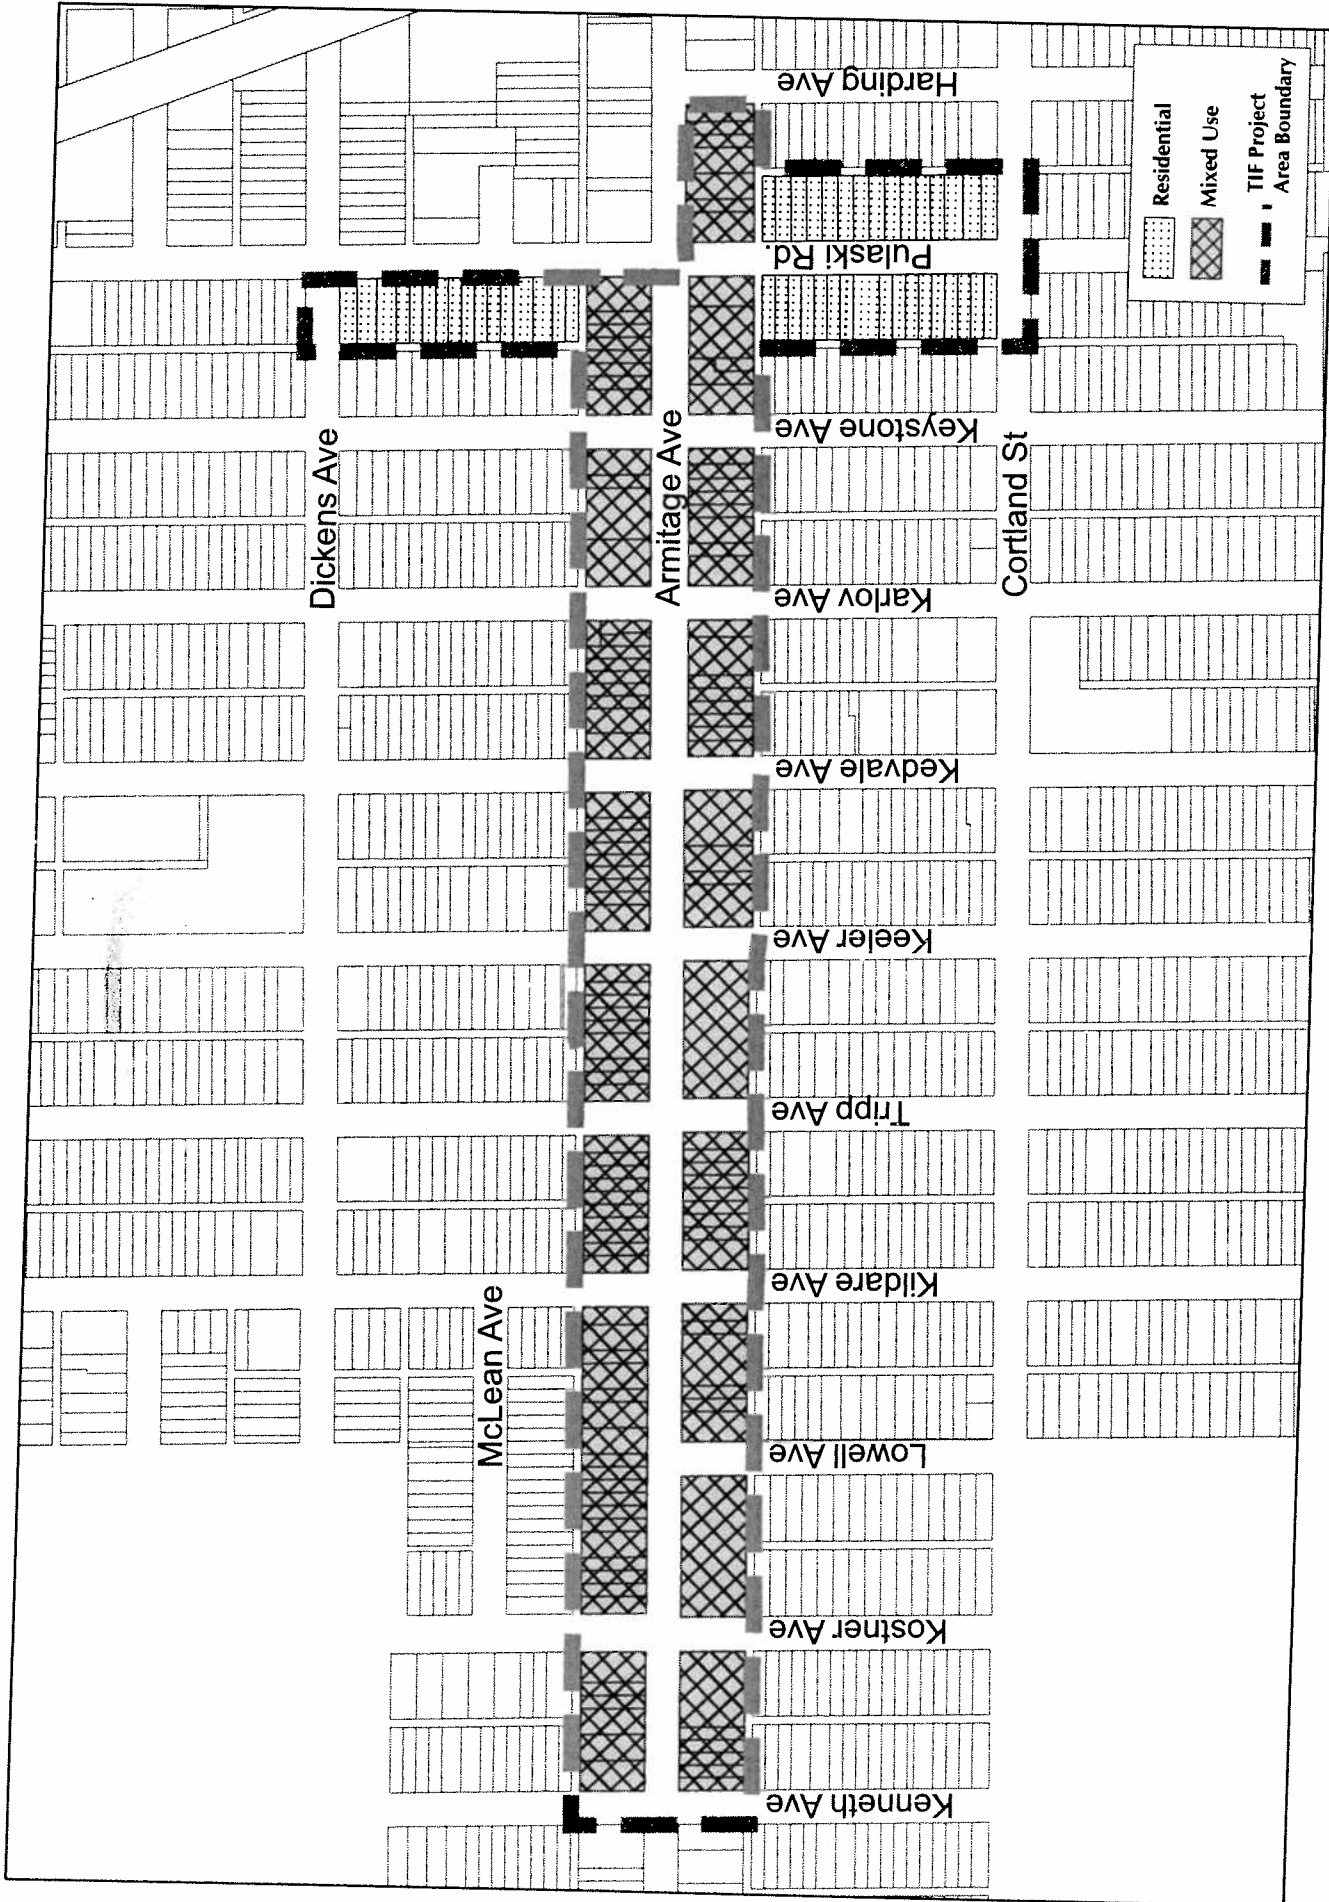 Harding Ave
Pulaski Rd.
Keystone Ave
Karlov Ave
Kedvale Ave
Keeler Ave
Tripp Ave
Kildare Ave
Lowell Ave
Kostner Ave
Kenneth Ave
Dickens Ave
McLean Ave
Armitage Ave
Cortland St
Residential
Mixed Use
TIF Project
Area Boundary